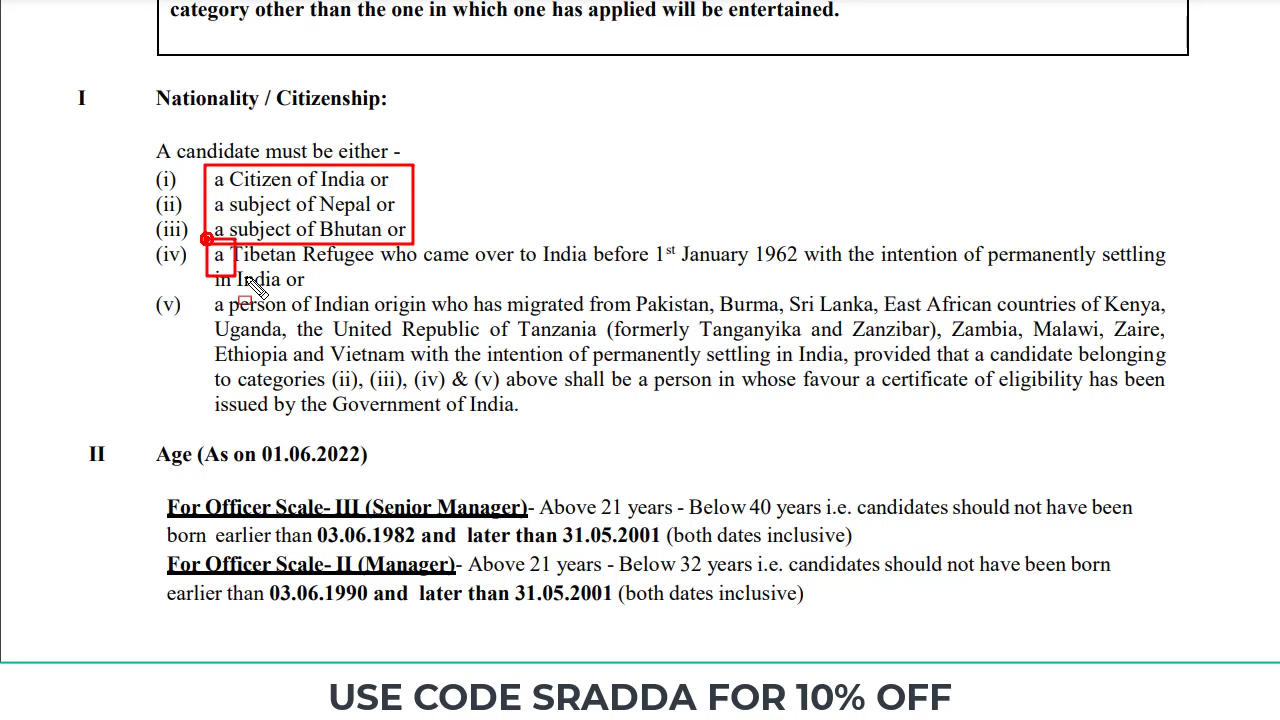 category other than the one in which one has applied will be entertained.
I Nationality / Citizenship:
A candidate must be either -
(i) a Citizen of India or
(ii) a subject of Nepal or
(iii) a subject of Bhutan or
(iv) a Tibetan Refugee who came over to India before 1st January 1962 with the intention of permanently settling
in India or
(v) a person of Indian origin who has migrated from Pakistan, Burma, Sri Lanka, East African countries of Kenya,
Uganda, the United Republic of Tanzania (formerly Tanganyika and Zanzibar), Zambia, Malawi, Zaire,
Ethiopia and Vietnam with the intention of permanently settling in India, provided that a candidate belonging
to categories (ii), (iii), (iv) & (v) above shall be a person in whose favour a certificate of eligibility has been
issued by the Government of India.
II Age (As on 01.06.2022)
For Officer Scale- III (Senior Manager)- Above 21 years - Below 40 years i.e. candidates should not have been
born earlier than 03.06.1982 and later than 31.05.2001 (both dates inclusive)
For Officer Scale- II (Manager)- Above 21 years - Below 32 years i.e. candidates should not have been born
earlier than 03.06.1990 and later than 31.05.2001 (both dates inclusive)
USE CODE SRADDA FOR 10% OFF